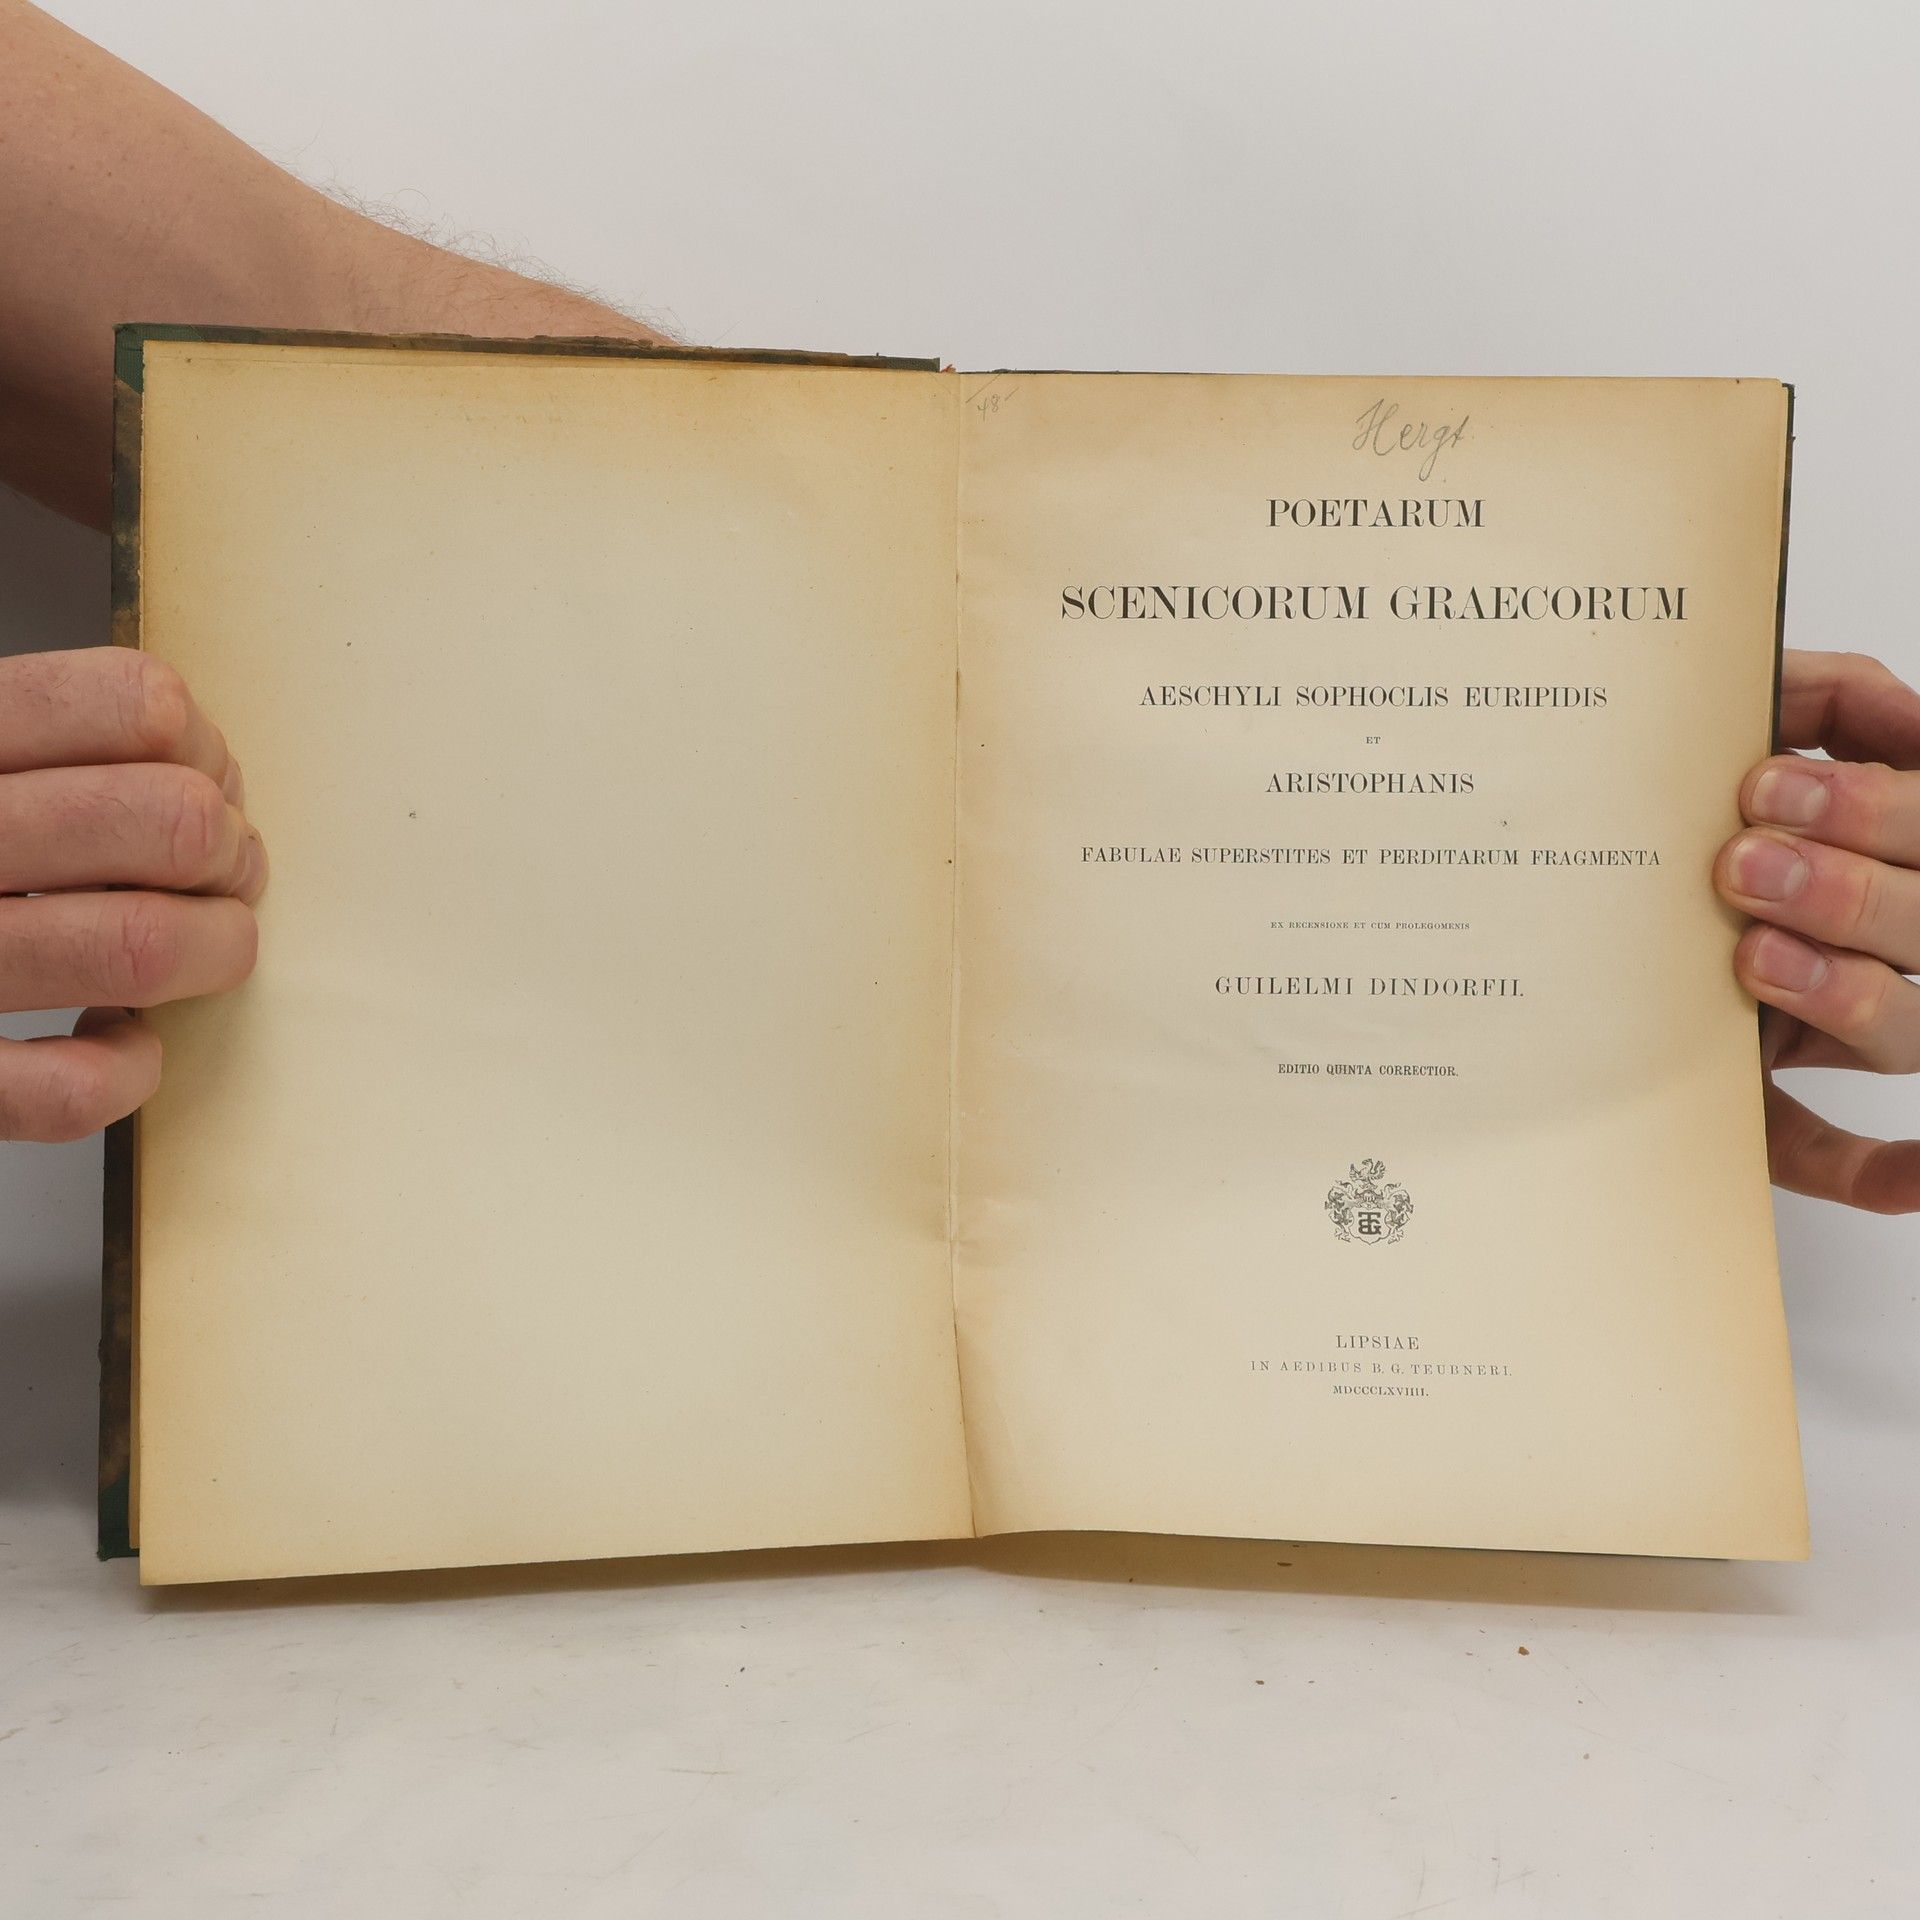 48
Hergt
POETARUM
SCENICORUM GRAECORUM
AESCHYLI SOPHOCLIS EURIPIDIS
ET
ARISTOPHANIS
FABULAE SUPERSTITES ET PERDITARUM FRAGMENTA
EX RECENSIONE ET CUM PROLEGOMENIS
GUILELMI DINDORFII.
EDITIO QUINTA CORRECTIOR.
BTG
LIPSIAE
IN AEDIBUS B. G. TEUBNERI.
MDCCCLXVIIII.